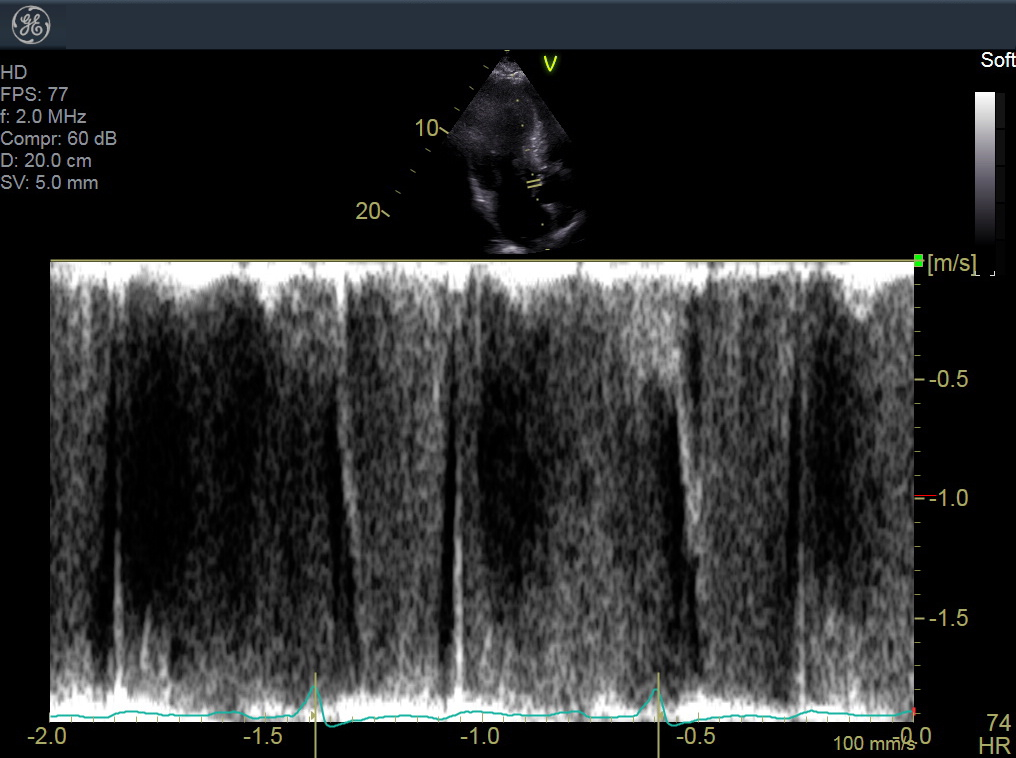 GE
V
Soft
HD
FPS: 77
f: 2.0 MHz
Compr: 60 dB
D: 20.0 cm
SV: 5.0 mm
10
20
[m/s]
-0.5
-1.0
-1.5
-2.0 -1.5 -1.0 -0.5 0.0
100 mm/s
74
HR